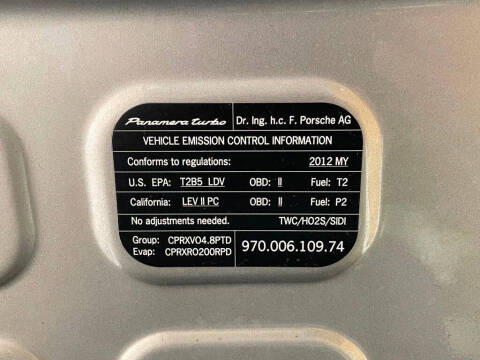 Panamera turbo Dr. Ing. h.c. F. Porsche AG
VEHICLE EMISSION CONTROL INFORMATION
Conforms to regulations: 2012 MY
U.S. EPA: T2B5 LDV OBD: II Fuel: T2
California: LEV II PC OBD: II Fuel: P2
No adjustments needed. TWC/HO2S/SIDI
Group: CPRXV04.8PTD
Evap: CPRXR0200RPD
970.006.109.74